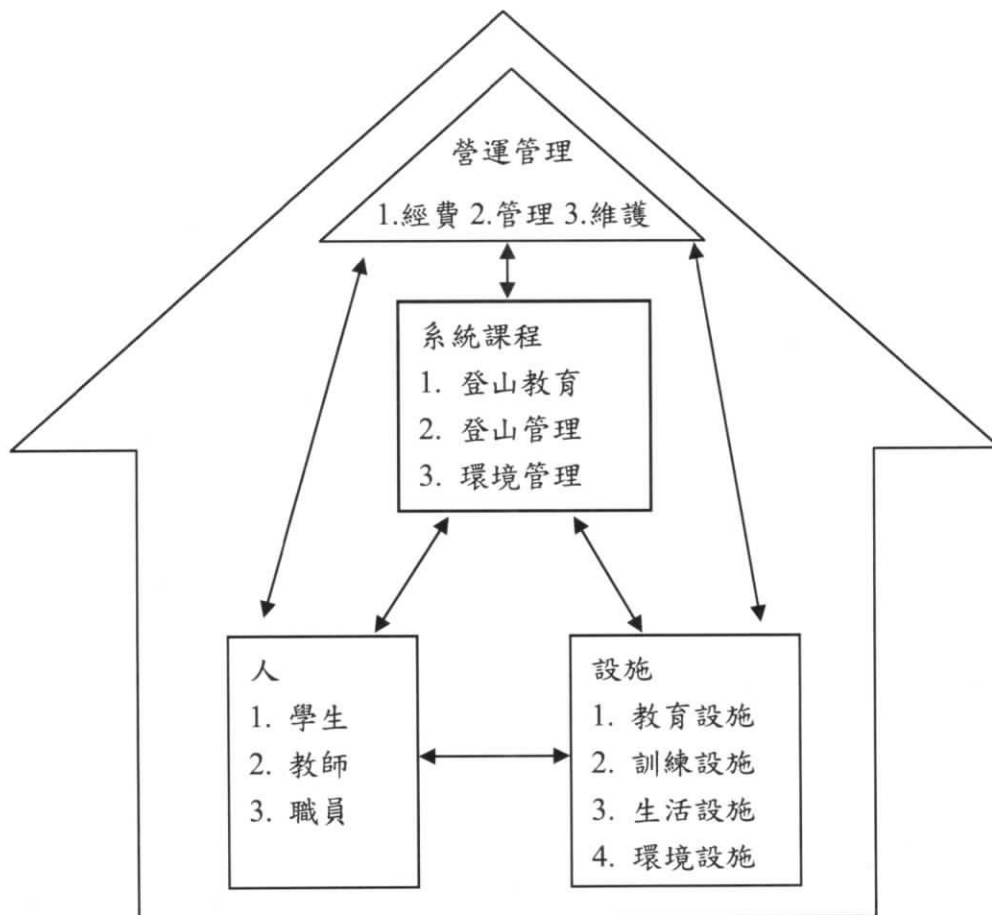 營運管理
1.經費 2.管理 3.維護
系統課程
1. 登山教育
2. 登山管理
3. 環境管理
人
1. 學生
2. 教師
3. 職員
設施
1. 教育設施
2. 訓練設施
3. 生活設施
4. 環境設施